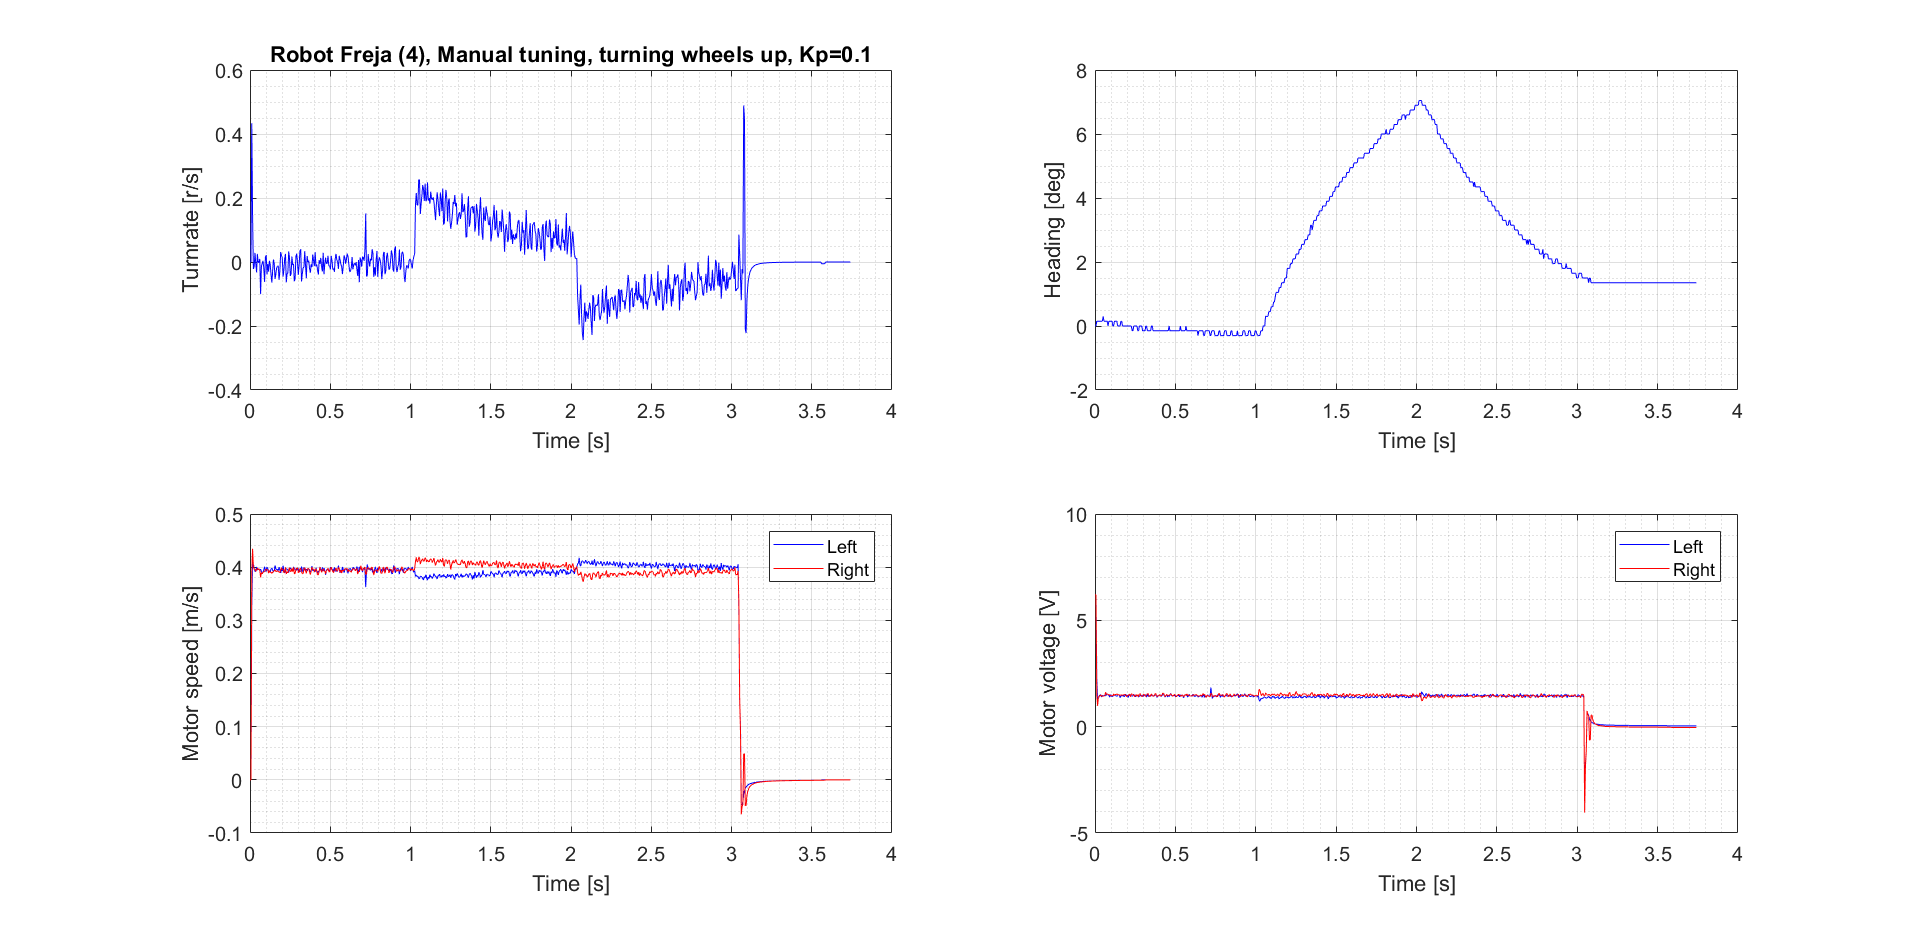 Robot Freja (4), Manual tuning, turning wheels up, Kp=0.1
0.6
0.4
0.2
0
-0.2
-0.4
Turnrate [r/s]
0 0.5 1 1.5 2 2.5 3 3.5 4
Time [s]
8
6
4
2
0
-2
Heading [deg]
0 0.5 1 1.5 2 2.5 3 3.5 4
Time [s]
0.5
0.4
0.3
0.2
0.1
0
-0.1
Motor speed [m/s]
Left
Right
0 0.5 1 1.5 2 2.5 3 3.5 4
Time [s]
10
5
0
-5
Motor voltage [V]
Left
Right
0 0.5 1 1.5 2 2.5 3 3.5 4
Time [s]